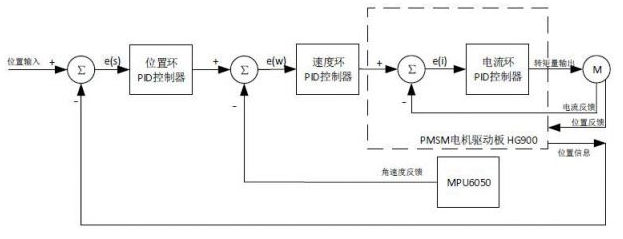 位置输入
+
Σ
-
e(s)
位置环
PID控制器
+
Σ
-
e(w)
速度环
PID控制器
+
Σ
-
e(i)
电流环
PID控制器
转矩量输出
M
电流反馈
位置反馈
PMSM电机驱动板 HG900
位置信息
角速度反馈
MPU6050